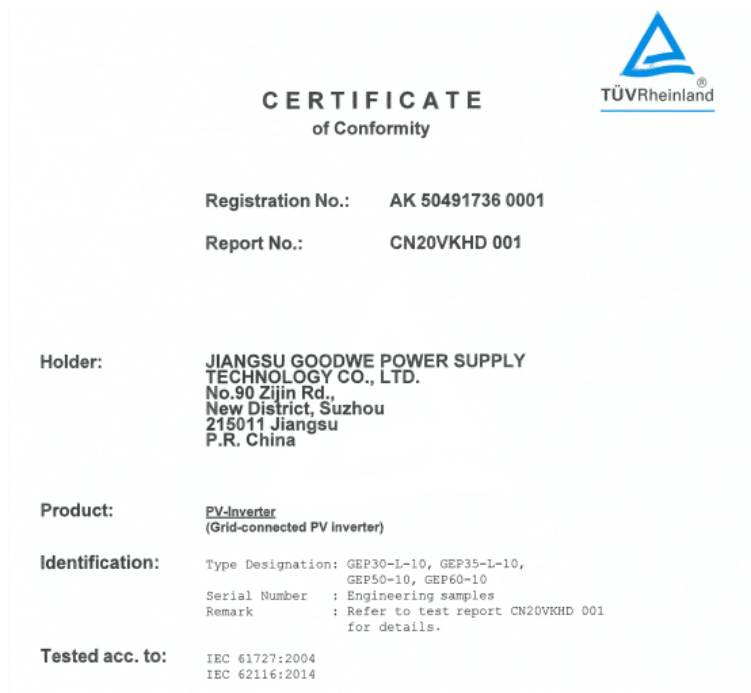 TÜVRheinland®
CERTIFICATE
of Conformity
Registration No.: AK 50491736 0001
Report No.: CN20VKHD 001
Holder: JIANGSU GOODWE POWER SUPPLY
TECHNOLOGY CO., LTD.
No.90 Zijin Rd.,
New District, Suzhou
215011 Jiangsu
P.R. China
Product: PV-Inverter
(Grid-connected PV inverter)
Identification: Type Designation: GEP30-L-10, GEP35-L-10,
GEP50-10, GEP60-10
Serial Number : Engineering samples
Remark : Refer to test report CN20VKHD 001
for details.
Tested acc. to: IEC 61727:2004
IEC 62116:2014